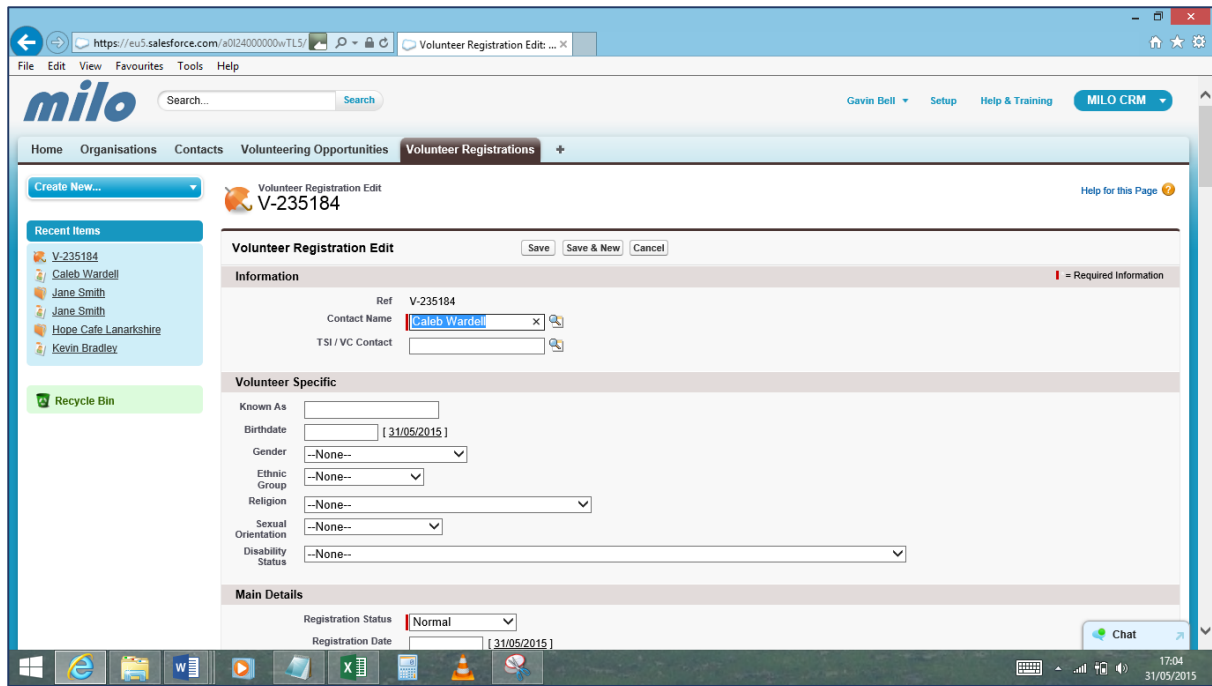 https://eu5.salesforce.com/a0I24000000wTL5/ Volunteer Registration Edit: ...
File Edit View Favourites Tools Help
milo Search... Search Gavin Bell Setup Help & Training MILO CRM
Home Organisations Contacts Volunteering Opportunities Volunteer Registrations +
Create New...
Recent Items
V-235184
Caleb Wardell
Jane Smith
Jane Smith
Hope Cafe Lanarkshire
Kevin Bradley
Recycle Bin
Volunteer Registration Edit
V-235184
Help for this Page ?
Volunteer Registration Edit Save Save & New Cancel
Information = Required Information
Ref V-235184
Contact Name Caleb Wardell
TSI / VC Contact
Volunteer Specific
Known As
Birthdate [ 31/05/2015 ]
Gender --None--
Ethnic Group --None--
Religion --None--
Sexual Orientation --None--
Disability Status --None--
Main Details
Registration Status Normal
Registration Date [ 31/05/2015 ]
Chat
17:04
31/05/2015